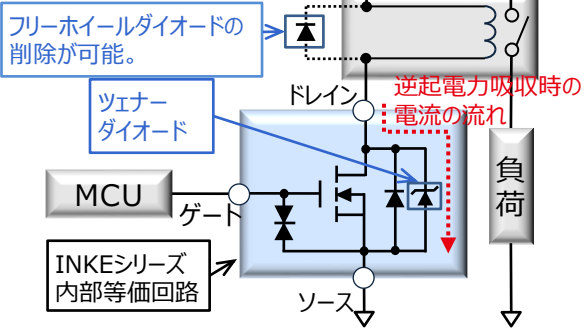 フリーホイールダイオードの
削除が可能。
ドレイン
逆起電力吸収時の
電流の流れ
ツェナー
ダイオード
MCU
ゲート
負荷
INKEシリーズ
内部等価回路
ソース